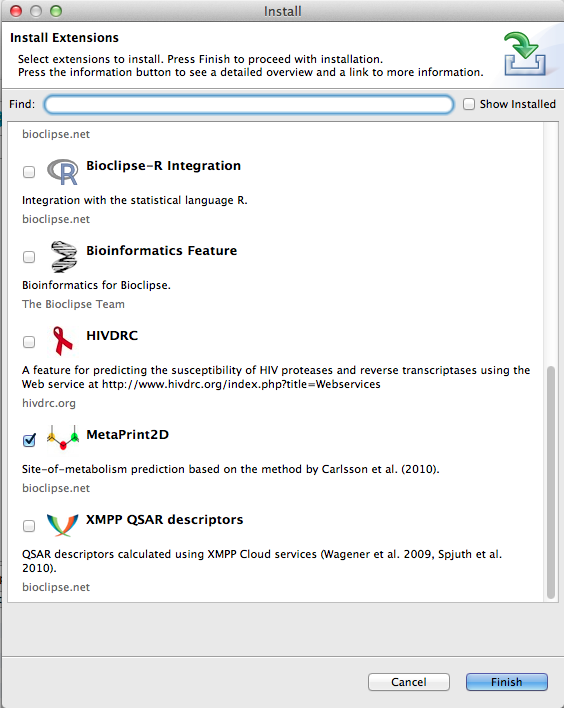 Install
Install Extensions
Select extensions to install. Press Finish to proceed with installation.
Press the information button to see a detailed overview and a link to more information.
Find:
Show Installed
bioclipse.net
R
Bioclipse-R Integration
Integration with the statistical language R.
bioclipse.net
Bioinformatics Feature
Bioinformatics for Bioclipse.
The Bioclipse Team
HIVDRC
A feature for predicting the susceptibility of HIV proteases and reverse transcriptases using the
Web service at http://www.hivdrc.org/index.php?title=Webservices
hivdrc.org
MetaPrint2D
Site-of-metabolism prediction based on the method by Carlsson et al. (2010).
bioclipse.net
XMPP QSAR descriptors
QSAR descriptors calculated using XMPP Cloud services (Wagener et al. 2009, Spjuth et al.
2010).
bioclipse.net
Cancel
Finish